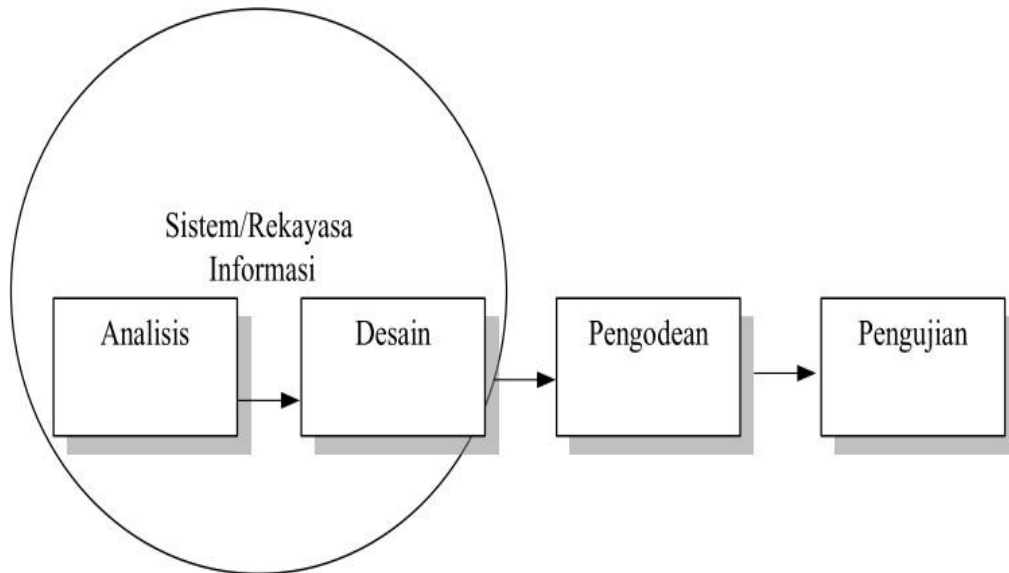 Sistem/Rekayasa
Informasi
Analisis
Desain
Pengodean
Pengujian